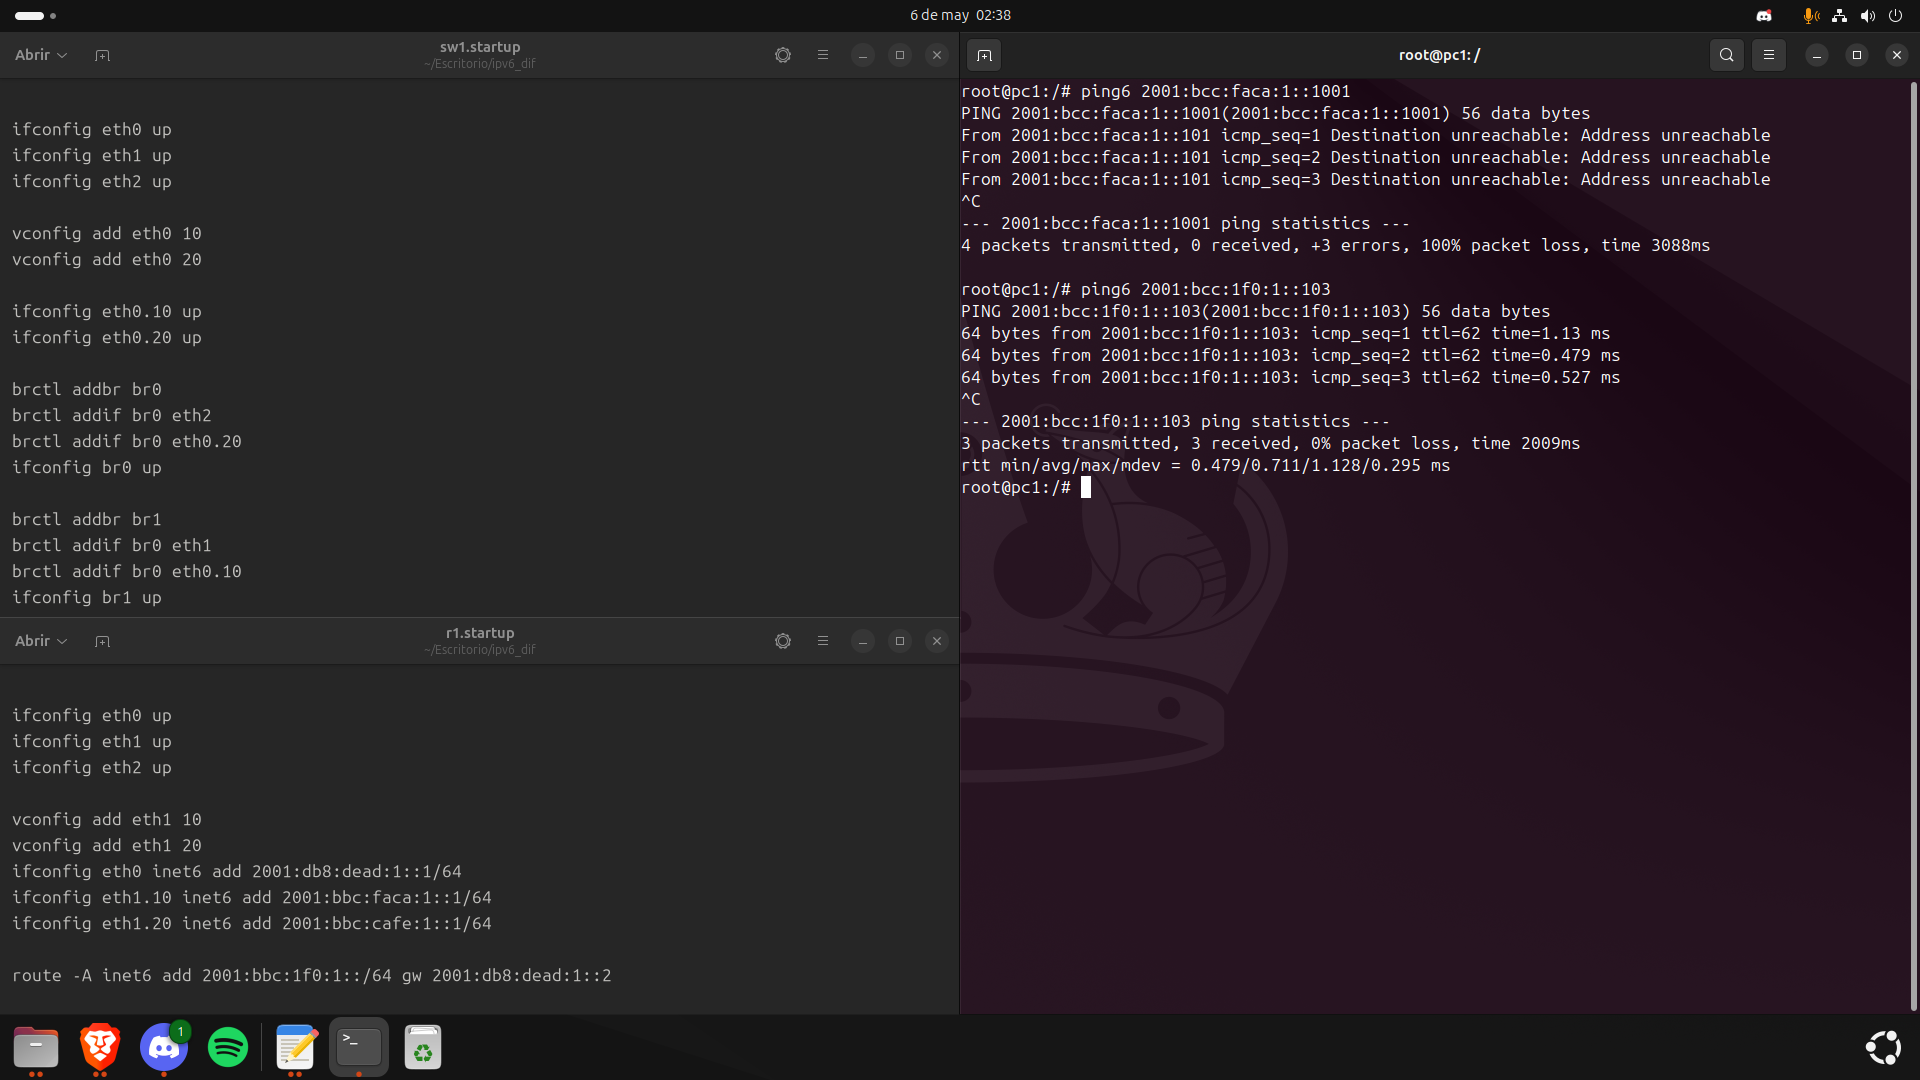 6 de may 02:38
Abrir
sw1.startup
~/Escritorio/ipv6_dif
ifconfig eth0 up
ifconfig eth1 up
ifconfig eth2 up
vconfig add eth0 10
vconfig add eth0 20
ifconfig eth0.10 up
ifconfig eth0.20 up
brctl addbr br0
brctl addif br0 eth2
brctl addif br0 eth0.20
ifconfig br0 up
brctl addbr br1
brctl addif br0 eth1
brctl addif br0 eth0.10
ifconfig br1 up
Abrir
r1.startup
~/Escritorio/ipv6_dif
ifconfig eth0 up
ifconfig eth1 up
ifconfig eth2 up
vconfig add eth1 10
vconfig add eth1 20
ifconfig eth0 inet6 add 2001:db8:dead:1::1/64
ifconfig eth1.10 inet6 add 2001:bbc:faca:1::1/64
ifconfig eth1.20 inet6 add 2001:bbc:cafe:1::1/64
route -A inet6 add 2001:bbc:1f0:1::/64 gw 2001:db8:dead:1::2
root@pc1: /
root@pc1:/# ping6 2001:bcc:faca:1::1001
PING 2001:bcc:faca:1::1001(2001:bcc:faca:1::1001) 56 data bytes
From 2001:bcc:faca:1::101 icmp_seq=1 Destination unreachable: Address unreachable
From 2001:bcc:faca:1::101 icmp_seq=2 Destination unreachable: Address unreachable
From 2001:bcc:faca:1::101 icmp_seq=3 Destination unreachable: Address unreachable
^C
--- 2001:bcc:faca:1::1001 ping statistics ---
4 packets transmitted, 0 received, +3 errors, 100% packet loss, time 3088ms
root@pc1:/# ping6 2001:bcc:1f0:1::103
PING 2001:bcc:1f0:1::103(2001:bcc:1f0:1::103) 56 data bytes
64 bytes from 2001:bcc:1f0:1::103: icmp_seq=1 ttl=62 time=1.13 ms
64 bytes from 2001:bcc:1f0:1::103: icmp_seq=2 ttl=62 time=0.479 ms
64 bytes from 2001:bcc:1f0:1::103: icmp_seq=3 ttl=62 time=0.527 ms
^C
--- 2001:bcc:1f0:1::103 ping statistics ---
3 packets transmitted, 3 received, 0% packet loss, time 2009ms
rtt min/avg/max/mdev = 0.479/0.711/1.128/0.295 ms
root@pc1:/#
1
>_